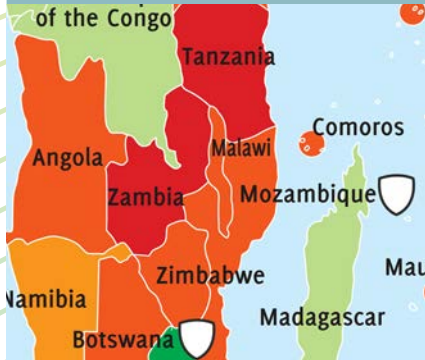 of the Congo
Tanzania
Comoros
Angola
Malawi
Zambia
Mozambique
Zimbabwe
Mau
Namibia
Madagascar
Botswana